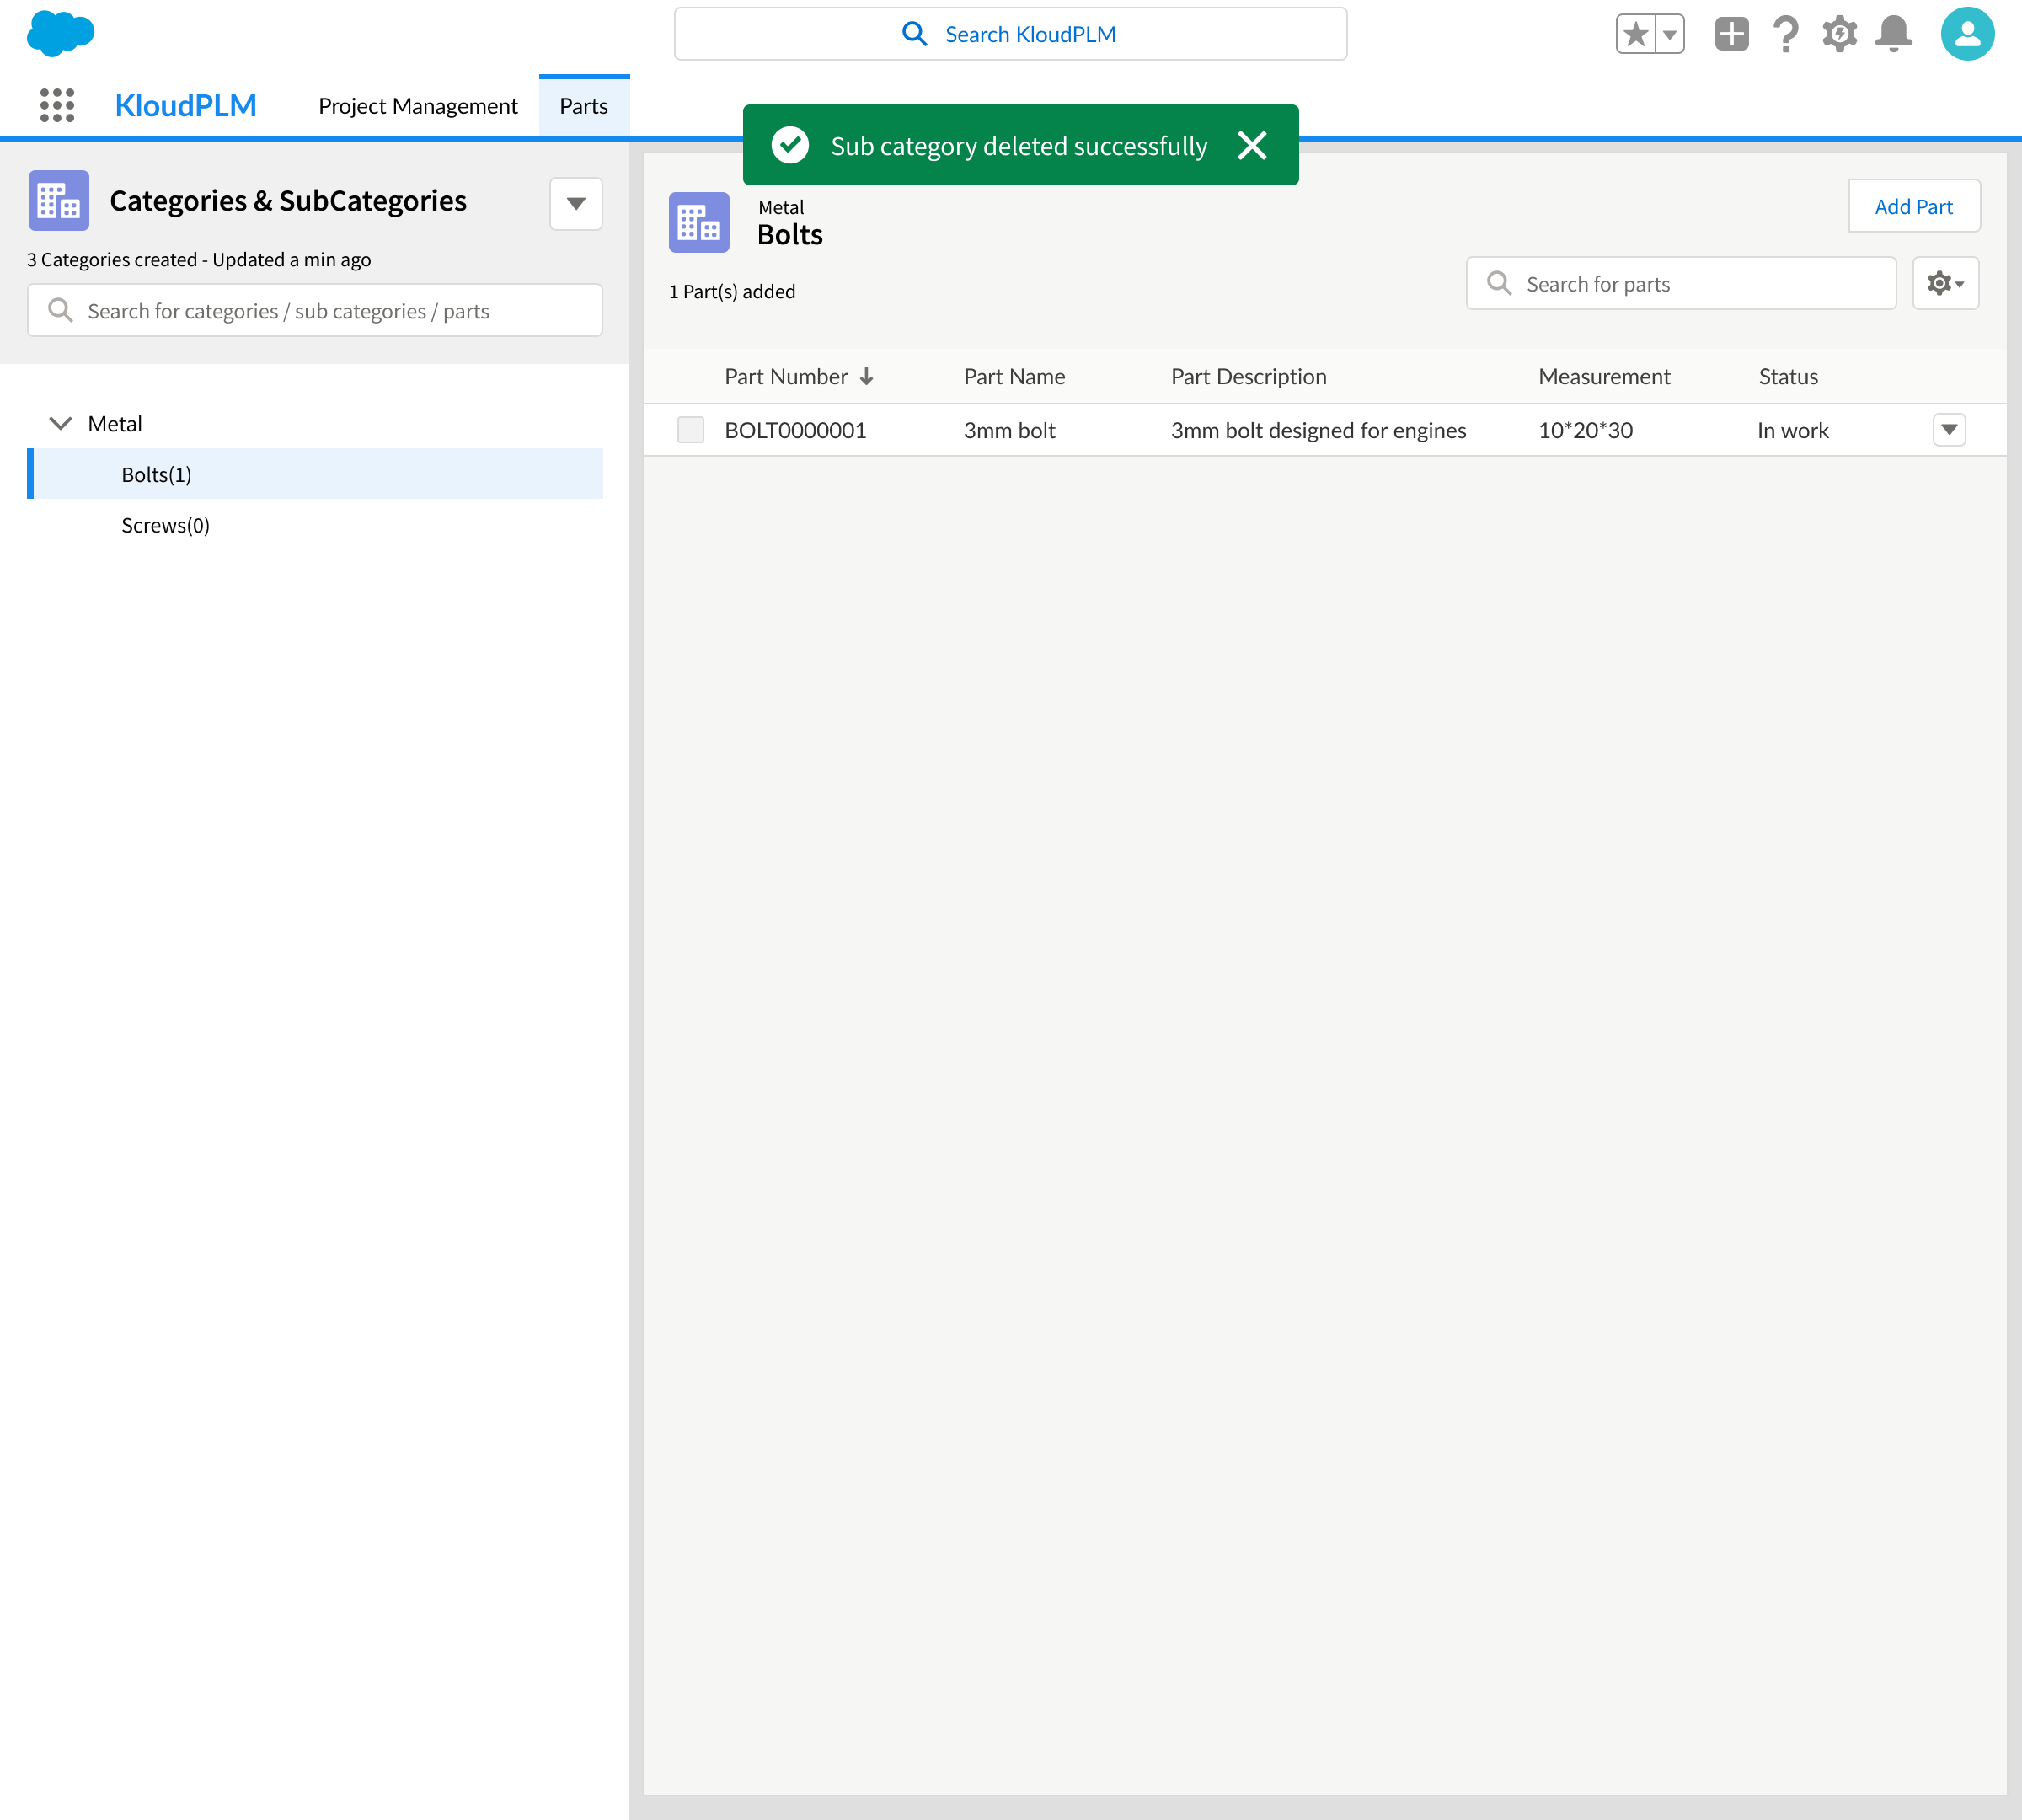 Search KloudPLM
KloudPLM
Project Management
Parts
Sub category deleted successfully
Categories & SubCategories
3 Categories created - Updated a min ago
Search for categories / sub categories / parts
Metal
Bolts(1)
Screws(0)
Metal
Bolts
Add Part
1 Part(s) added
Search for parts
Part Number Part Name Part Description Measurement Status
BOLT0000001 3mm bolt 3mm bolt designed for engines 10*20*30 In work